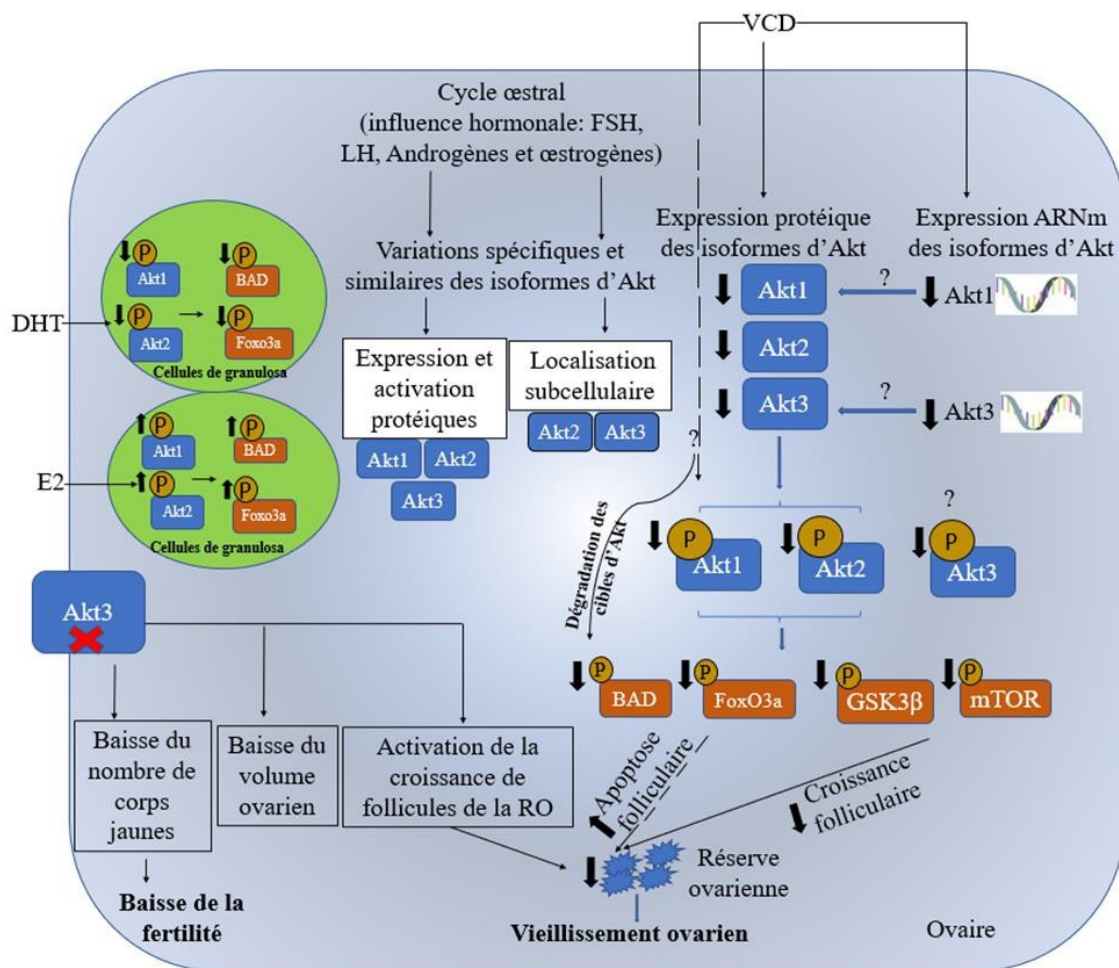 VCD
Cycle œstral
(influence hormonale: FSH,
LH, Androgènes et œstrogènes)
Variations spécifiques et
similaires des isoformes d’Akt
Expression et
activation
protéiques
Akt1
Akt2
Akt3
Localisation
subcellulaire
Akt2
Akt3
DHT
P
Akt1
P
BAD
P
Akt2
P
Foxo3a
Cellules de granulosa
E2
P
Akt1
P
BAD
P
Akt2
P
Foxo3a
Cellules de granulosa
Expression protéique
des isoformes d’Akt
Akt1
Akt2
Akt3
Expression ARNm
des isoformes d’Akt
?
Akt1
?
Akt3
?
Dégradation des
cibles d’Akt
P
Akt1
P
Akt2
?
P
Akt3
P
BAD
P
FoxO3a
P
GSK3β
P
mTOR
Akt3
Baisse du
nombre de
corps
jaunes
Baisse du
volume
ovarien
Activation de la
croissance de
follicules de la RO
Apoptose
folliculaire
Croissance
folliculaire
Réserve
ovarienne
Baisse de la
fertilité
Vieillissement ovarien
Ovaire